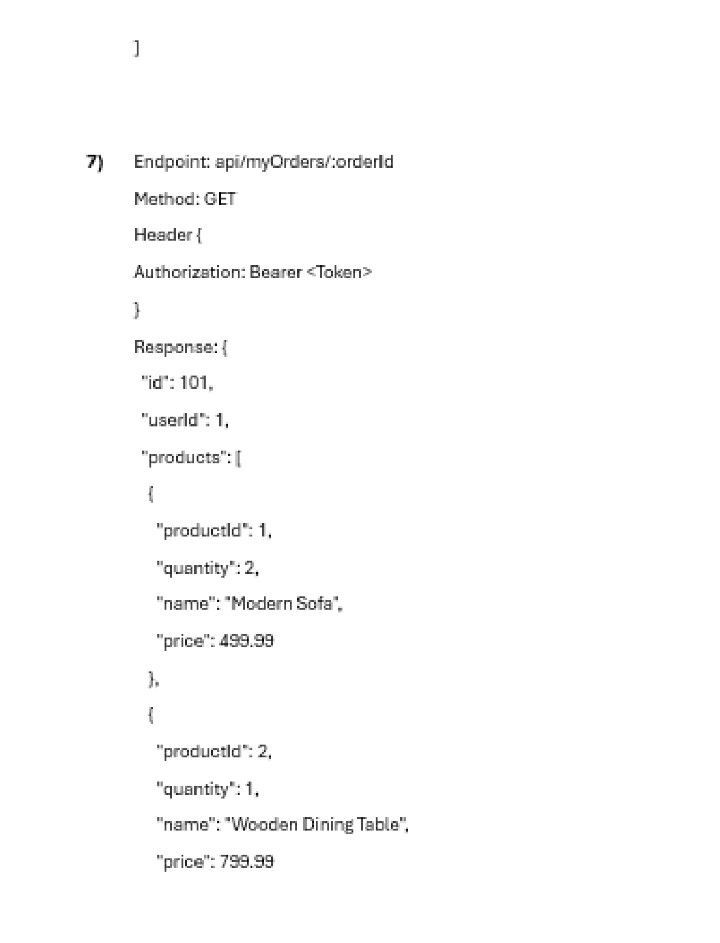 ]
7) Endpoint: api/myOrders/:orderId
Method: GET
Header {
Authorization: Bearer <Token>
}
Response: {
"id": 101,
"userId": 1,
"products": [
{
"productId": 1,
"quantity": 2,
"name": "Modern Sofa",
"price": 499.99
},
{
"productId": 2,
"quantity": 1,
"name": "Wooden Dining Table",
"price": 799.99